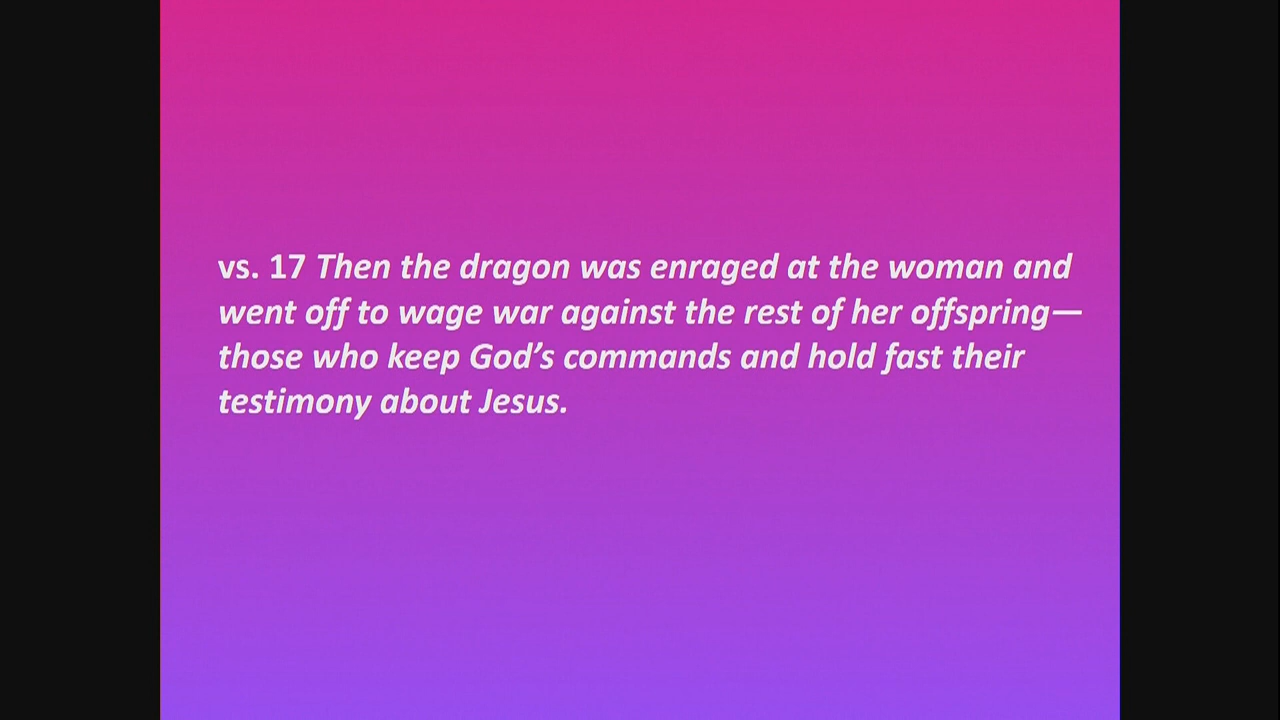 vs. 17 Then the dragon was enraged at the woman and
went off to wage war against the rest of her offspring—
those who keep God’s commands and hold fast their
testimony about Jesus.